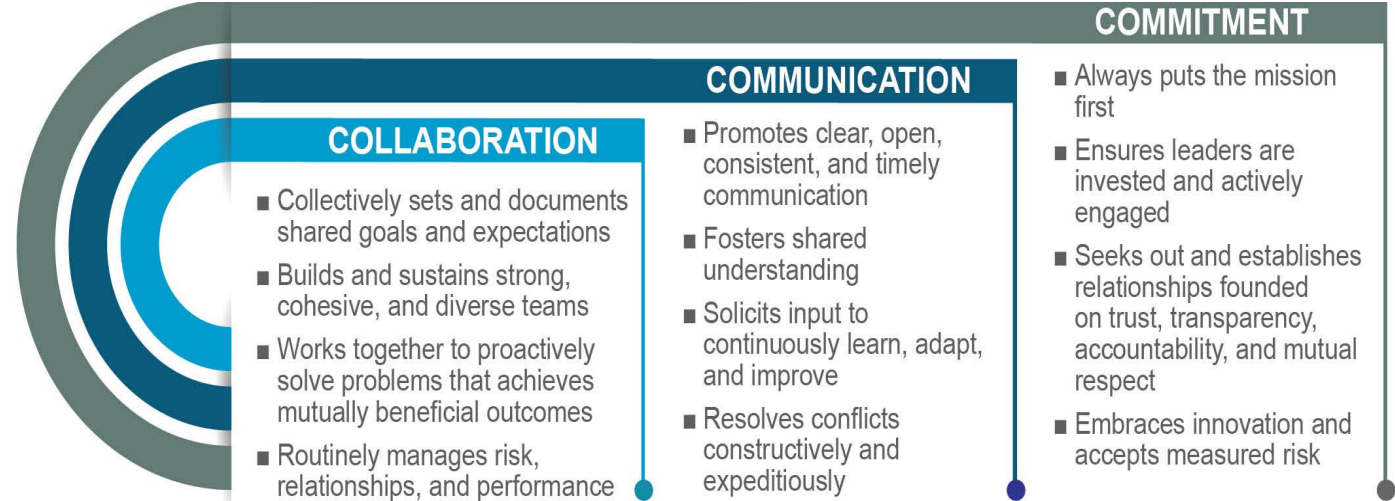 COLLABORATION
■ Collectively sets and documents
shared goals and expectations
■ Builds and sustains strong,
cohesive, and diverse teams
■ Works together to proactively
solve problems that achieves
mutually beneficial outcomes
■ Routinely manages risk,
relationships, and performance
COMMUNICATION
■ Promotes clear, open,
consistent, and timely
communication
■ Fosters shared
understanding
■ Solicits input to
continuously learn, adapt,
and improve
■ Resolves conflicts
constructively and
expeditiously
COMMITMENT
■ Always puts the mission
first
■ Ensures leaders are
invested and actively
engaged
■ Seeks out and establishes
relationships founded
on trust, transparency,
accountability, and mutual
respect
■ Embraces innovation and
accepts measured risk